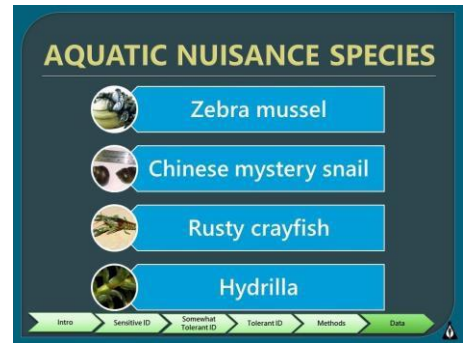 AQUATIC NUISANCE SPECIES
Zebra mussel
Chinese mystery snail
Rusty crayfish
Hydrilla
Intro
Sensitive ID
Somewhat
Tolerant ID
Tolerant ID
Methods
Data